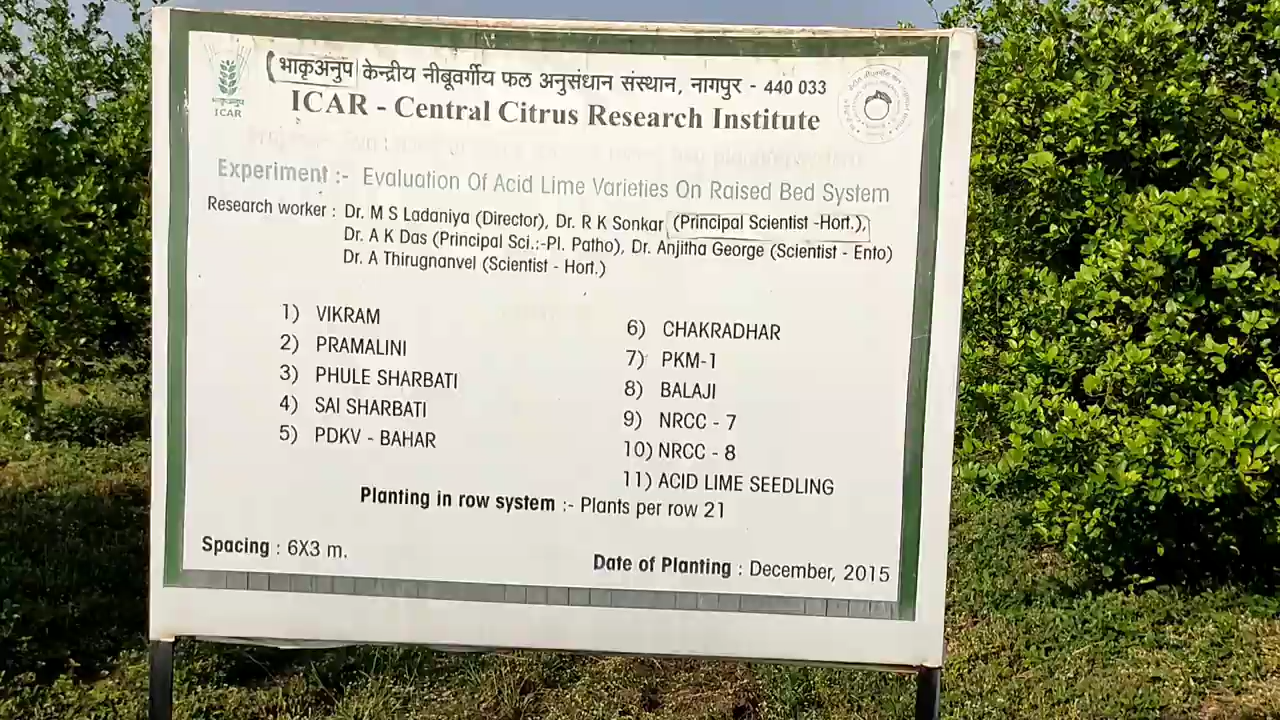 भाकृअनुप केन्द्रीय नीबूवर्गीय फल अनुसंधान संस्थान, नागपुर - 440 033
भाकृअनुप
ICAR
ICAR - Central Citrus Research Institute
Experiment :- Evaluation Of Acid Lime Varieties On Raised Bed System
Research worker : Dr. M S Ladaniya (Director), Dr. R K Sonkar (Principal Scientist -Hort.),
Dr. A K Das (Principal Sci.:-Pl. Patho), Dr. Anjitha George (Scientist - Ento)
Dr. A Thirugnanvel (Scientist - Hort.)
1) VIKRAM
2) PRAMALINI
3) PHULE SHARBATI
4) SAI SHARBATI
5) PDKV - BAHAR
6) CHAKRADHAR
7) PKM-1
8) BALAJI
9) NRCC - 7
10) NRCC - 8
11) ACID LIME SEEDLING
Planting in row system :- Plants per row 21
Spacing : 6X3 m.
Date of Planting : December, 2015